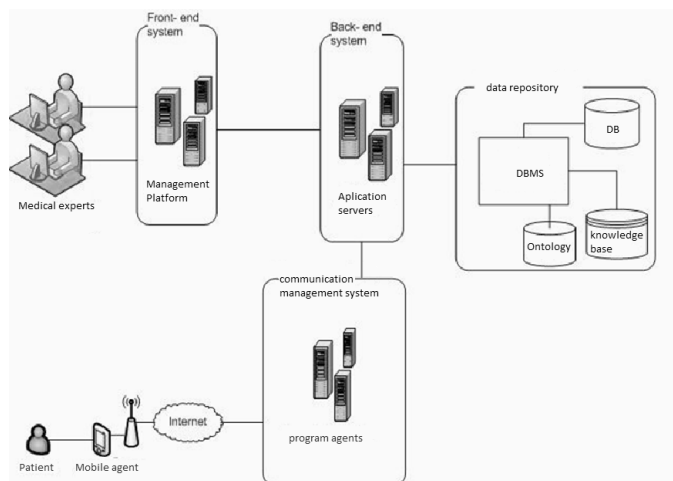 Front- end
system
Back- end
system
data repository
DB
DBMS
Medical experts
Management
Platform
Aplication
servers
Ontology
knowledge
base
communication
management system
Internet
program agents
Patient
Mobile agent